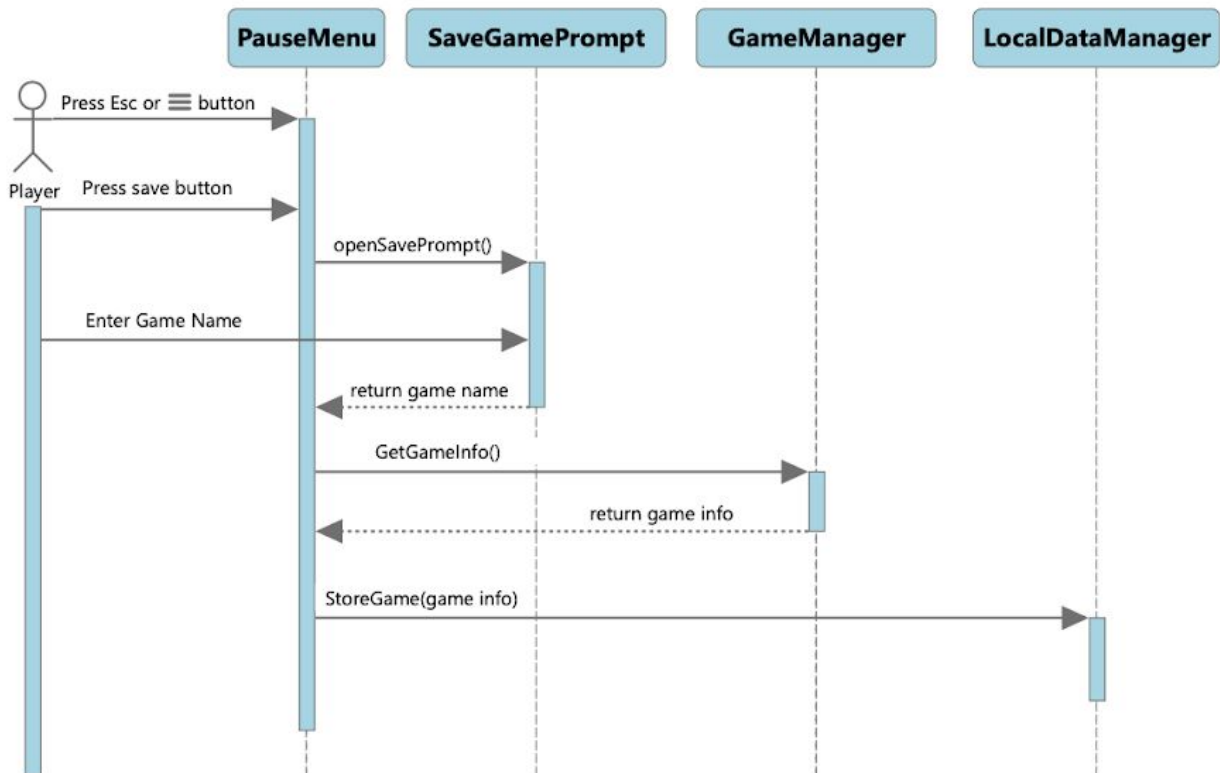 PauseMenu
SaveGamePrompt
GameManager
LocalDataManager
Press Esc or button
Player
Press save button
openSavePrompt()
Enter Game Name
return game name
GetGameInfo()
return game info
StoreGame(game info)